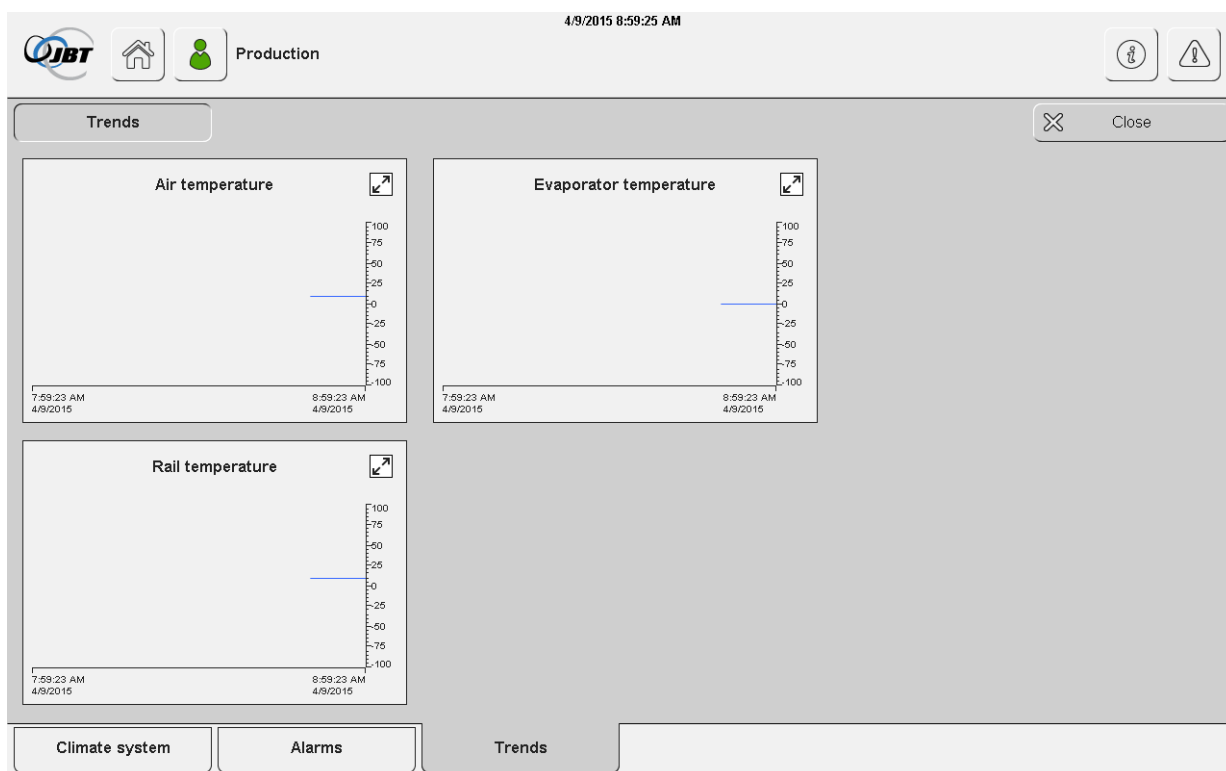 4/9/2015 8:59:25 AM
JBT
Production
i
Trends
Close
Air temperature
100
75
50
25
0
-25
-50
-75
-100
7:59:23 AM 8:59:23 AM
4/9/2015 4/9/2015
Evaporator temperature
100
75
50
25
0
-25
-50
-75
-100
7:59:23 AM 8:59:23 AM
4/9/2015 4/9/2015
Rail temperature
100
75
50
25
0
-25
-50
-75
-100
7:59:23 AM 8:59:23 AM
4/9/2015 4/9/2015
Climate system Alarms Trends